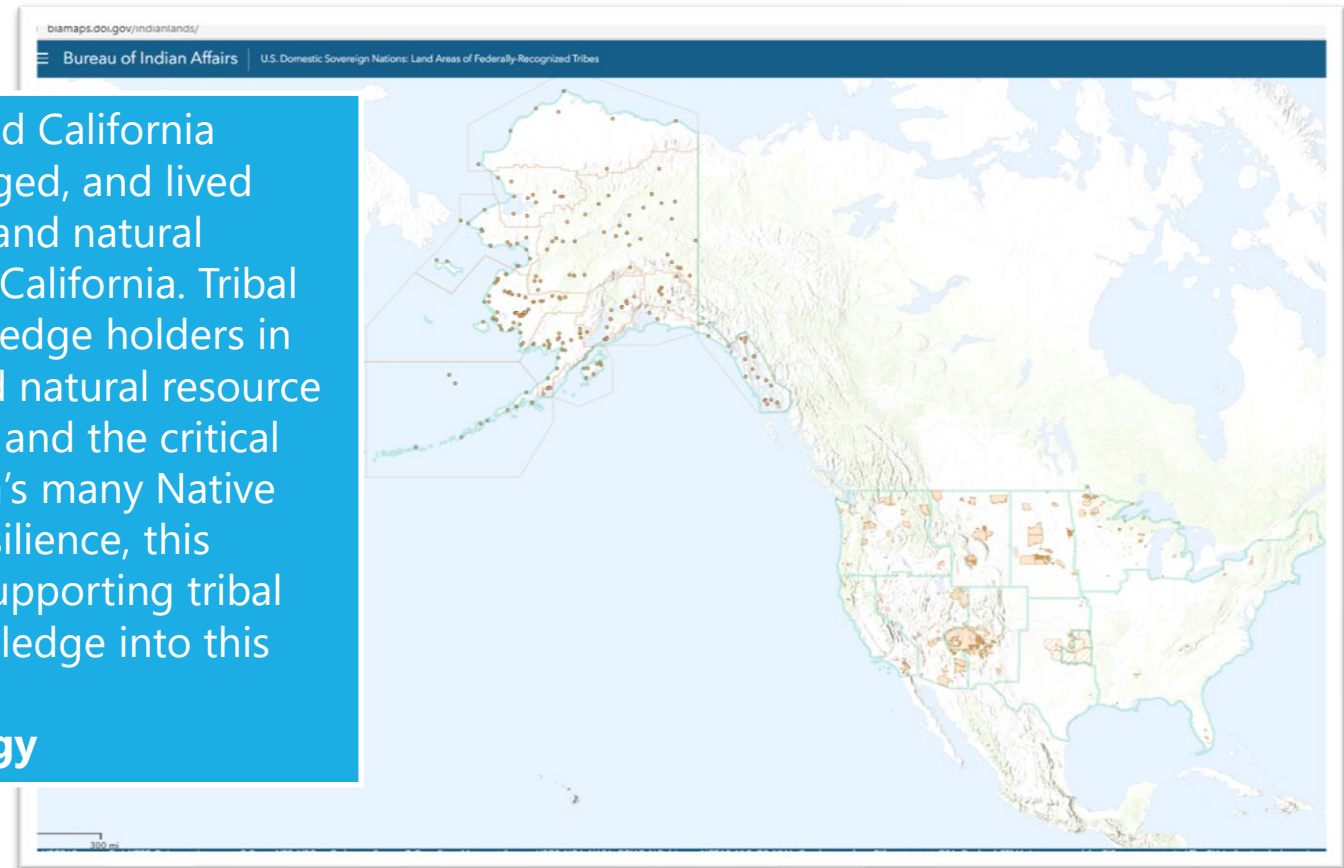 biamaps.doi.gov/indianlands/
Bureau of Indian Affairs U.S. Domestic Sovereign Nations: Land Areas of Federally-Recognized Tribes
d California
ged, and lived
and natural
California. Tribal
edge holders in
d natural resource
and the critical
's many Native
silience, this
upporting tribal
ledge into this
gy
300 mi